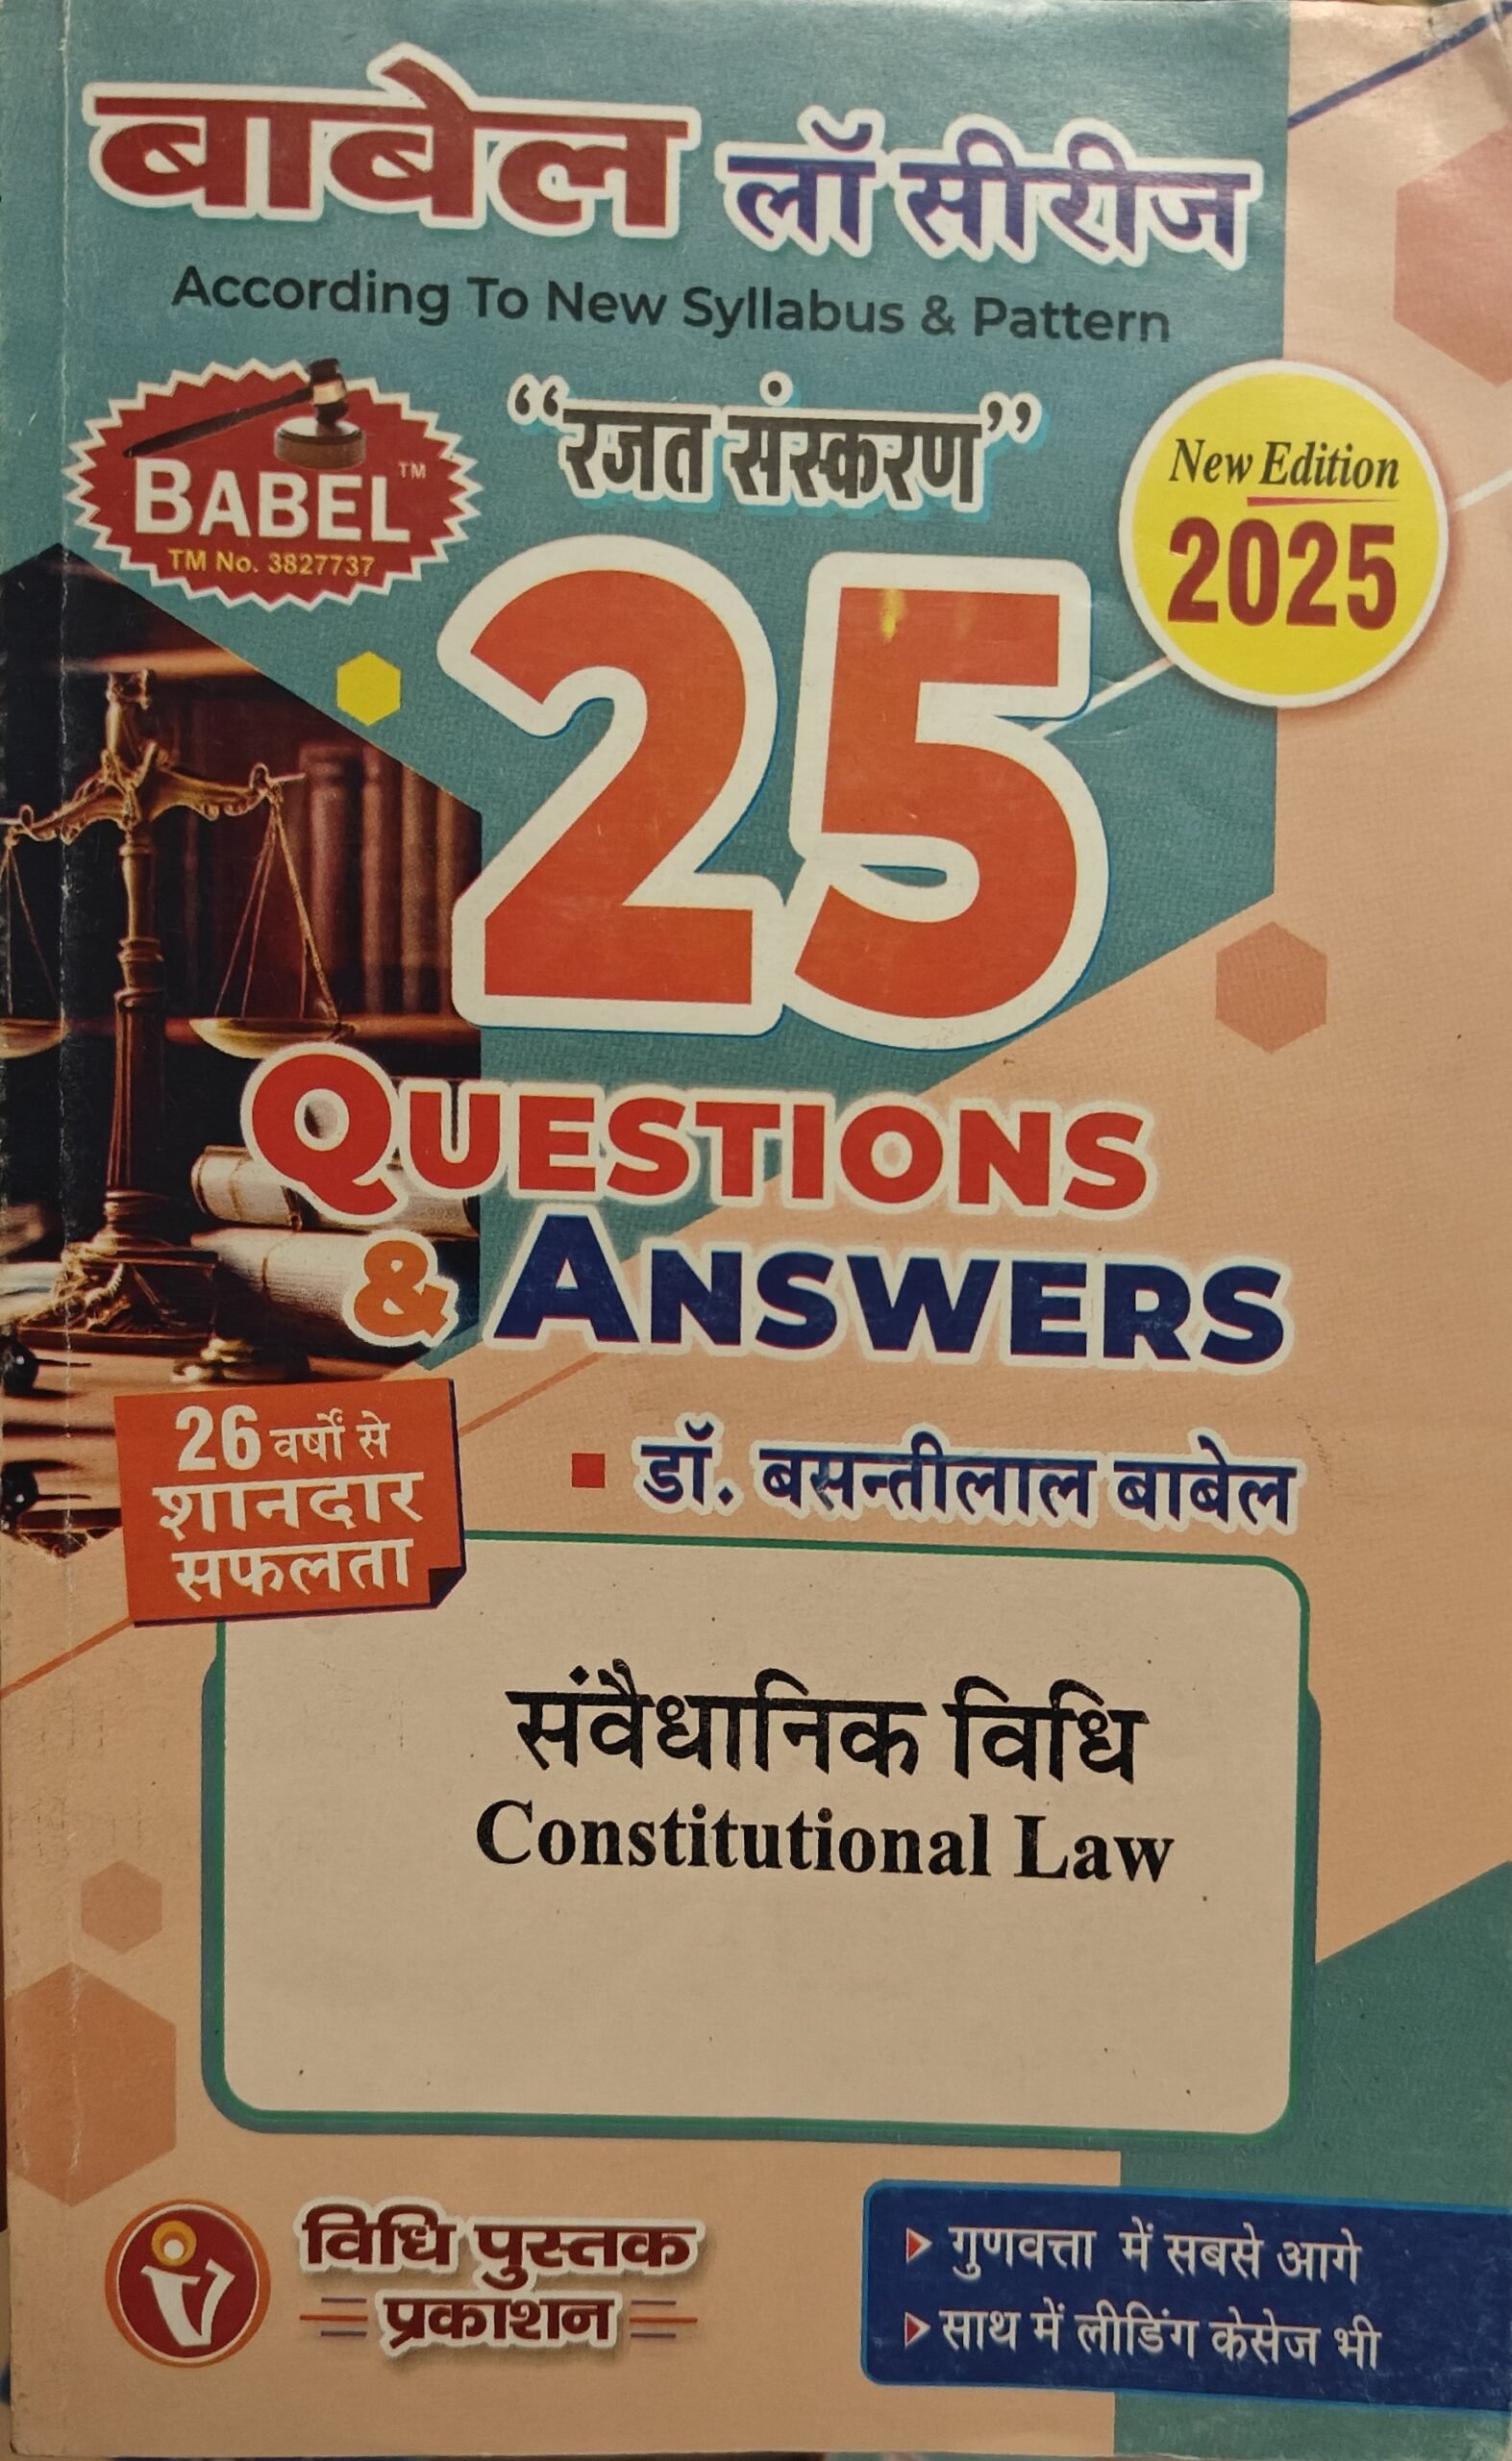 बाबेल लॉ सीरीज
According To New Syllabus & Pattern
BABEL™
TM No. 3827737
“रजत संस्करण”
New Edition
2025
25
QUESTIONS
& ANSWERS
26 वर्षों से
शानदार
सफलता
डॉ. बसन्तीलाल बाबेल
संवैधानिक विधि
Constitutional Law
विधि पुस्तक
प्रकाशन
गुणवत्ता में सबसे आगे
साथ में लीडिंग केसेज भी